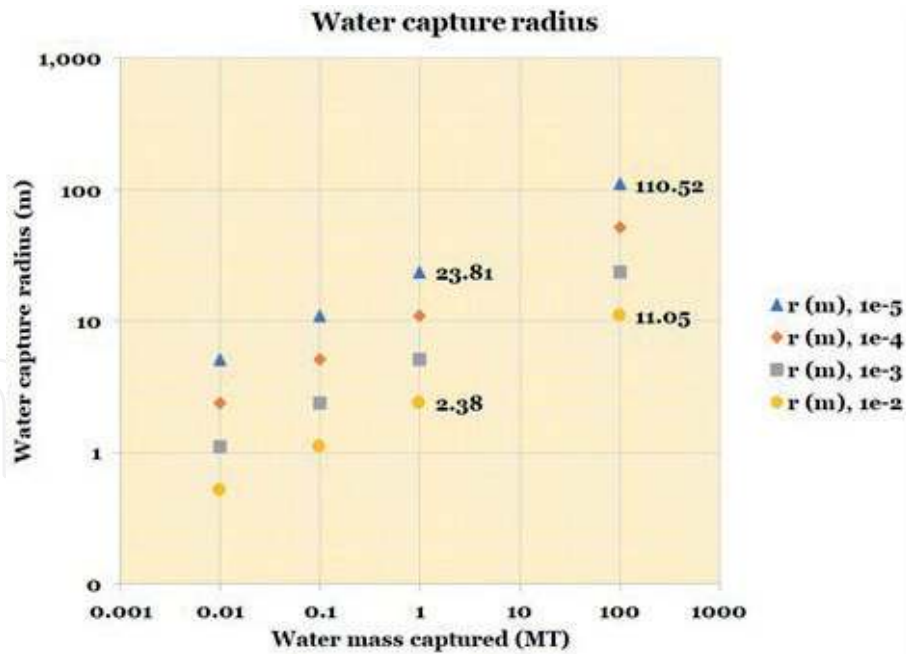 Water capture radius
1,000
100
10
1
0
Water capture radius (m)
110.52
23.81
11.05
2.38
r (m), 1e-5
r (m), 1e-4
r (m), 1e-3
r (m), 1e-2
0.001 0.01 0.1 1 10 100 1000
Water mass captured (MT)